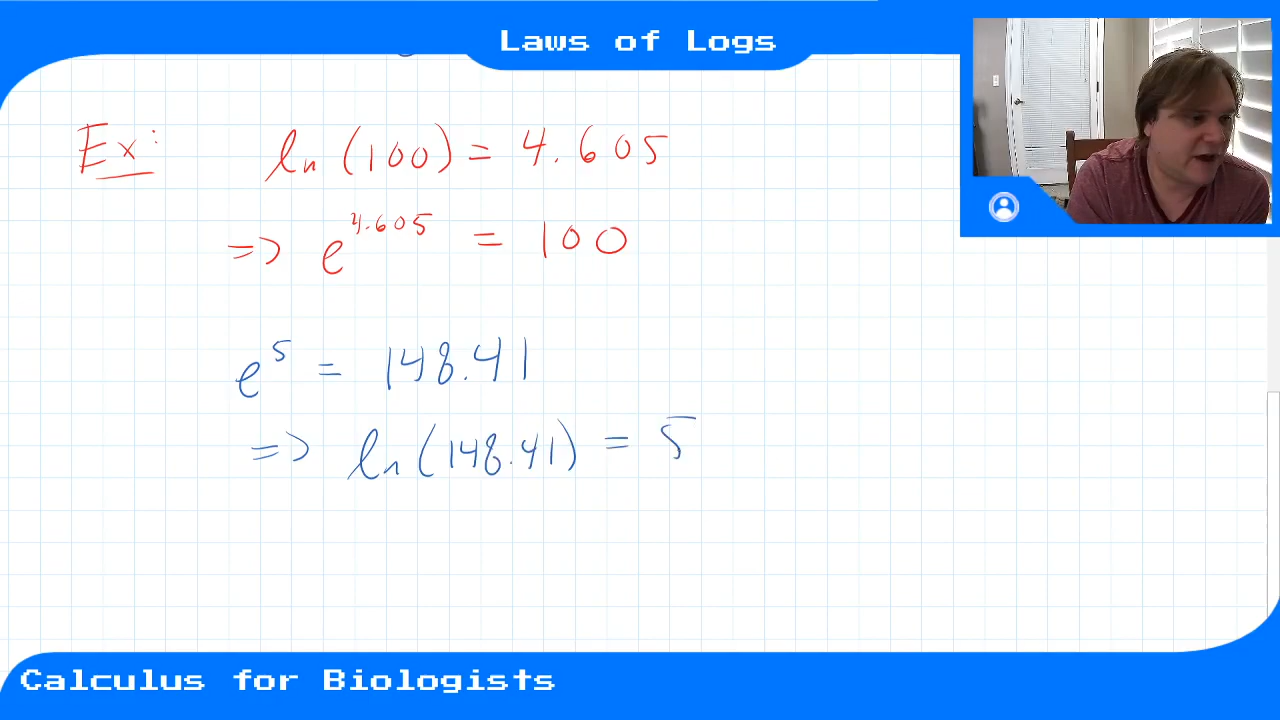 Laws of Logs
Ex: ln(100) = 4.605
=> e^4.605 = 100
e^5 = 148.41
=> ln(148.41) = 5
Calculus for Biologists